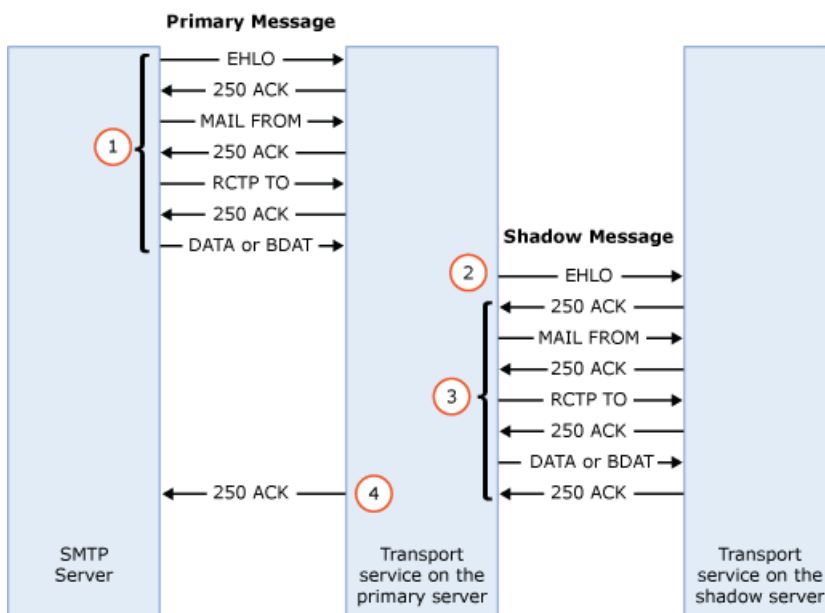 Primary Message
EHLO
250 ACK
MAIL FROM
1
250 ACK
RCTP TO
250 ACK
DATA or BDAT
Shadow Message
2
EHLO
250 ACK
MAIL FROM
250 ACK
3
RCTP TO
250 ACK
DATA or BDAT
250 ACK
4
250 ACK
SMTP
Server
Transport
service on the
primary server
Transport
service on the
shadow server